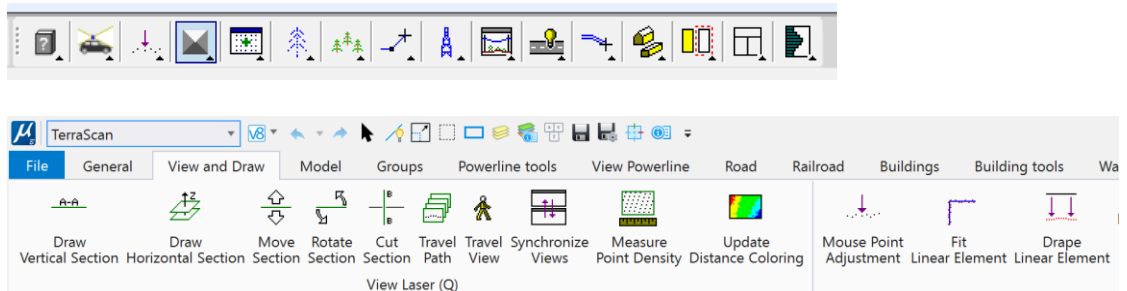 TerraScan
File General View and Draw Model Groups Powerline tools View Powerline Road Railroad Buildings Building tools Wa
A-A
Z
B
B
Draw Draw Move Rotate Cut Travel Travel Synchronize Measure Update Mouse Point Fit Drape
Vertical Section Horizontal Section Section Section Section Path View Views Point Density Distance Coloring Adjustment Linear Element Linear Element
View Laser (Q)